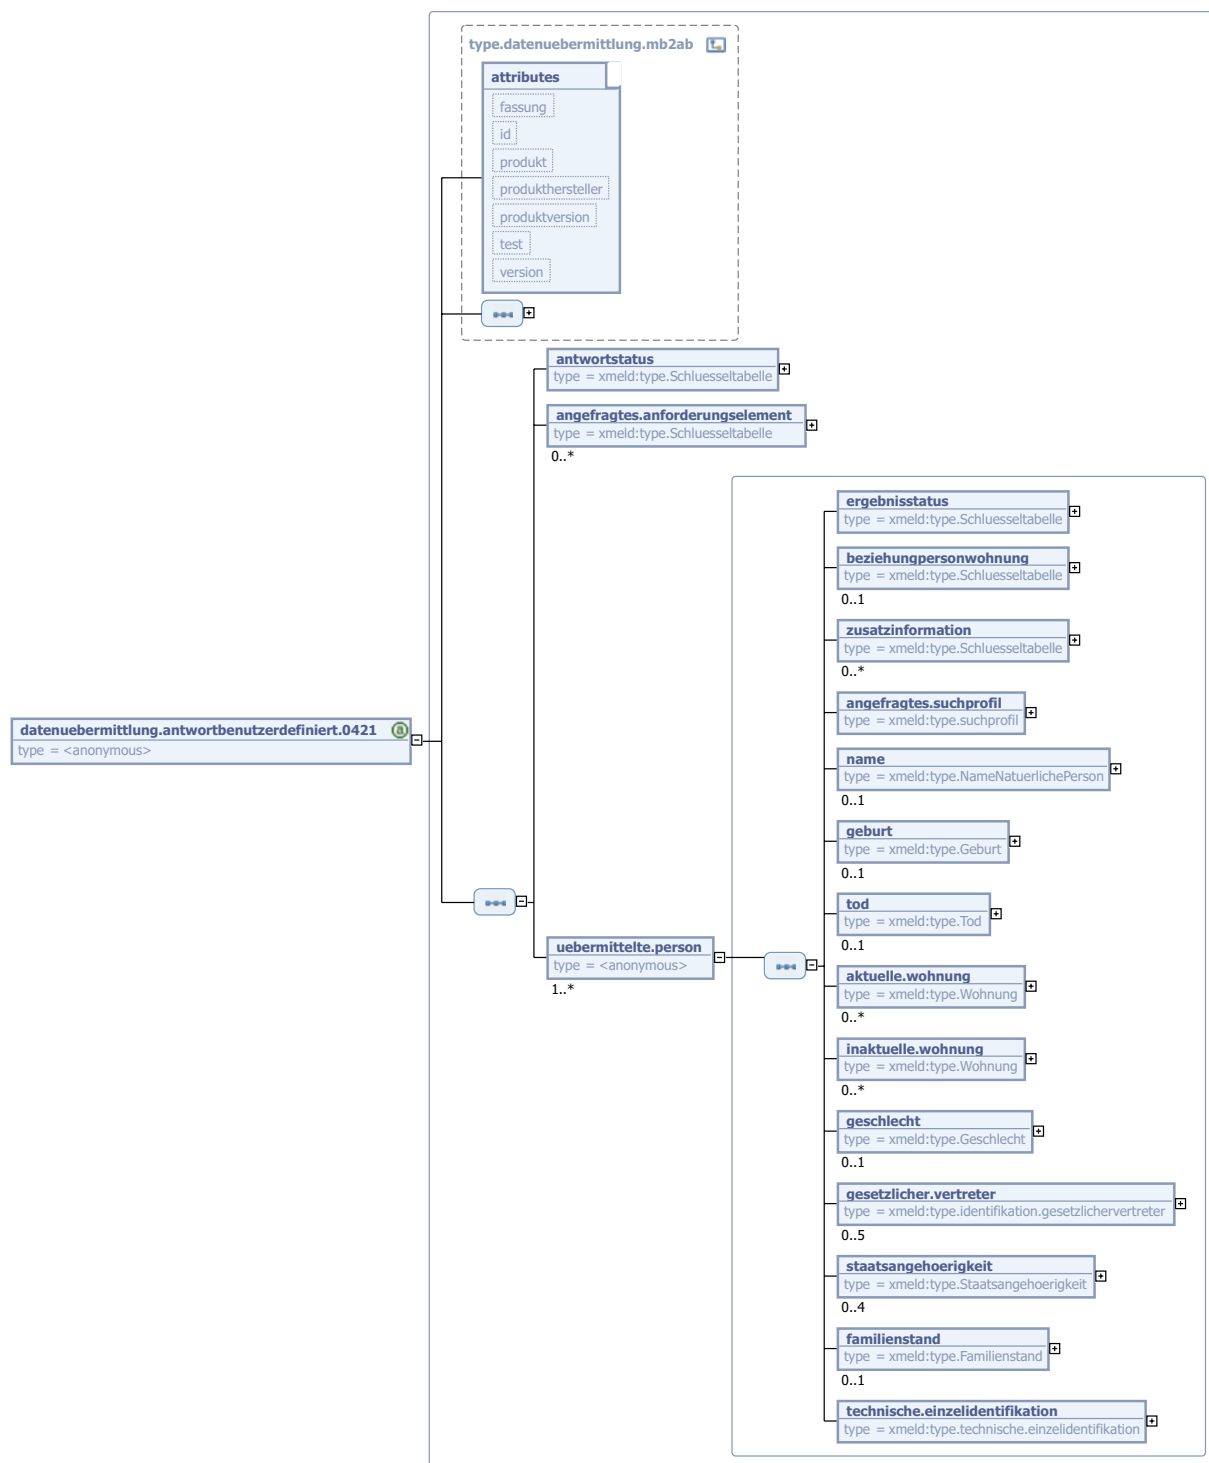 type.datenuebermittlung.mb2ab
attributes
fassung
id
produkt
produkthersteller
produktversion
test
version
antwortstatus
type = xmeld:type.Schluesseltabelle
angefragtes.anforderungselement
type = xmeld:type.Schluesseltabelle
0..*
ergebnisstatus
type = xmeld:type.Schluesseltabelle
beziehungpersonwohnung
type = xmeld:type.Schluesseltabelle
0..1
zusatzinformation
type = xmeld:type.Schluesseltabelle
0..*
angefragtes.suchprofil
type = xmeld:type.suchprofil
datenuebermittlung.antwortbenutzerdefiniert.0421 a
type = <anonymous>
name
type = xmeld:type.NameNatuerlichePerson
0..1
geburt
type = xmeld:type.Geburt
0..1
tod
type = xmeld:type.Tod
0..1
uebermittelte.person
type = <anonymous>
1..*
aktuelle.wohnung
type = xmeld:type.Wohnung
0..*
inaktuelle.wohnung
type = xmeld:type.Wohnung
0..*
geschlecht
type = xmeld:type.Geschlecht
0..1
gesetzlicher.vertreter
type = xmeld:type.identifikation.gesetzlichervertreter
0..5
staatsangehoerigkeit
type = xmeld:type.Staatsangehoerigkeit
0..4
familienstand
type = xmeld:type.Familienstand
0..1
technische.einzelidentifikation
type = xmeld:type.technische.einzelidentifikation